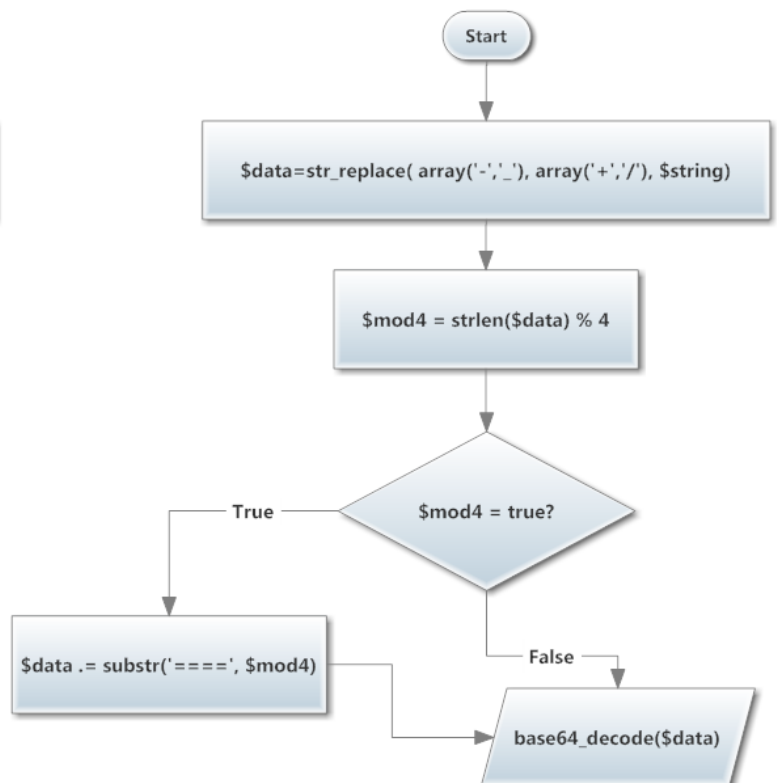 Start
$data=str_replace( array('-','_'), array('+','/'), $string)
$mod4 = strlen($data) % 4
$mod4 = true?
True
$data .= substr('====', $mod4)
False
base64_decode($data)